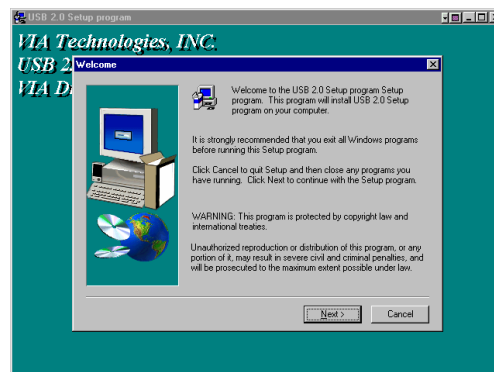 USB 2.0 Setup program
VIA Technologies, INC.
USB 2
VIA D
Welcome
Welcome to the USB 2.0 Setup program Setup
program. This program will install USB 2.0 Setup
program on your computer.
It is strongly recommended that you exit all Windows programs
before running this Setup program.
Click Cancel to quit Setup and then close any programs you
have running. Click Next to continue with the Setup program.
WARNING: This program is protected by copyright law and
international treaties.
Unauthorized reproduction or distribution of this program, or any
portion of it, may result in severe civil and criminal penalties, and
will be prosecuted to the maximum extent possible under law.
Next >
Cancel